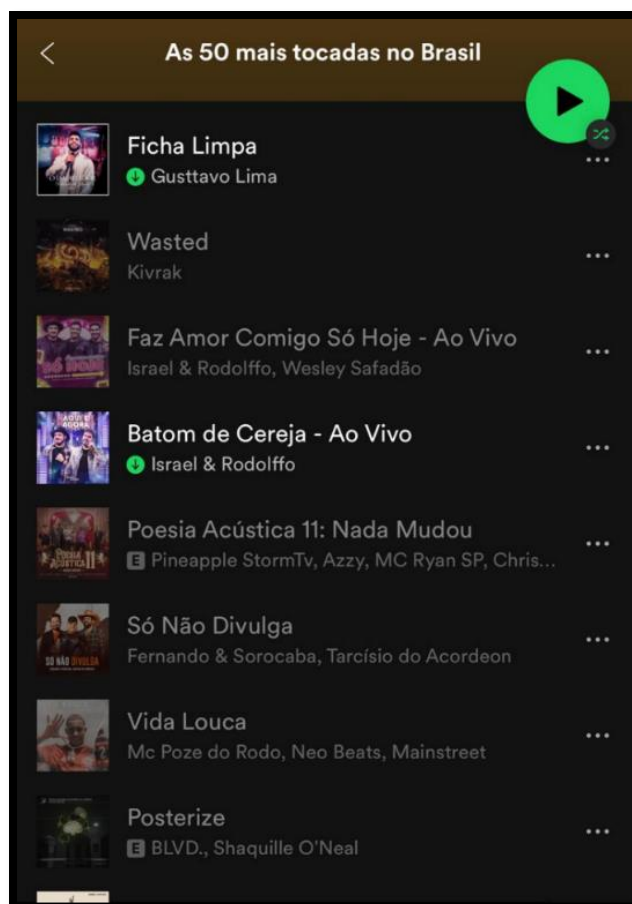 As 50 mais tocadas no Brasil
Ficha Limpa
Gusttavo Lima
Wasted
Kivrak
Faz Amor Comigo Só Hoje - Ao Vivo
Israel & Rodolffo, Wesley Safadão
Batom de Cereja - Ao Vivo
Israel & Rodolffo
Poesia Acústica 11: Nada Mudou
E Pineapple StormTv, Azzy, MC Ryan SP, Chris...
Só Não Divulga
Fernando & Sorocaba, Tarcísio do Acordeon
Vida Louca
Mc Poze do Rodo, Neo Beats, Mainstreet
Posterize
E BLVD., Shaquille O'Neal